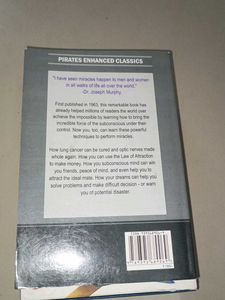 PIRATES ENHANCED CLASSICS
"I have seen miracles happen to men and women
in all walks of life all over the world."
-Dr. Joseph Murphy.
First published in 1963, this remarkable book has
already helped millions of readers the world over
achieve the impossible by learning how to bring the
incredible force of the subconscious under their
control. Now you, too, can learn these powerful
techniques to perform miracles.
How lung cancer can be cured and optic nerves made
whole again. How you can use the Law of Attraction
to make money. How you subconscious mind can win
you friends, peace of mind, and even help you to
attract the ideal mate. How your dreams can help you
solve problems and make difficult decision - or warn
you of potential disaster.